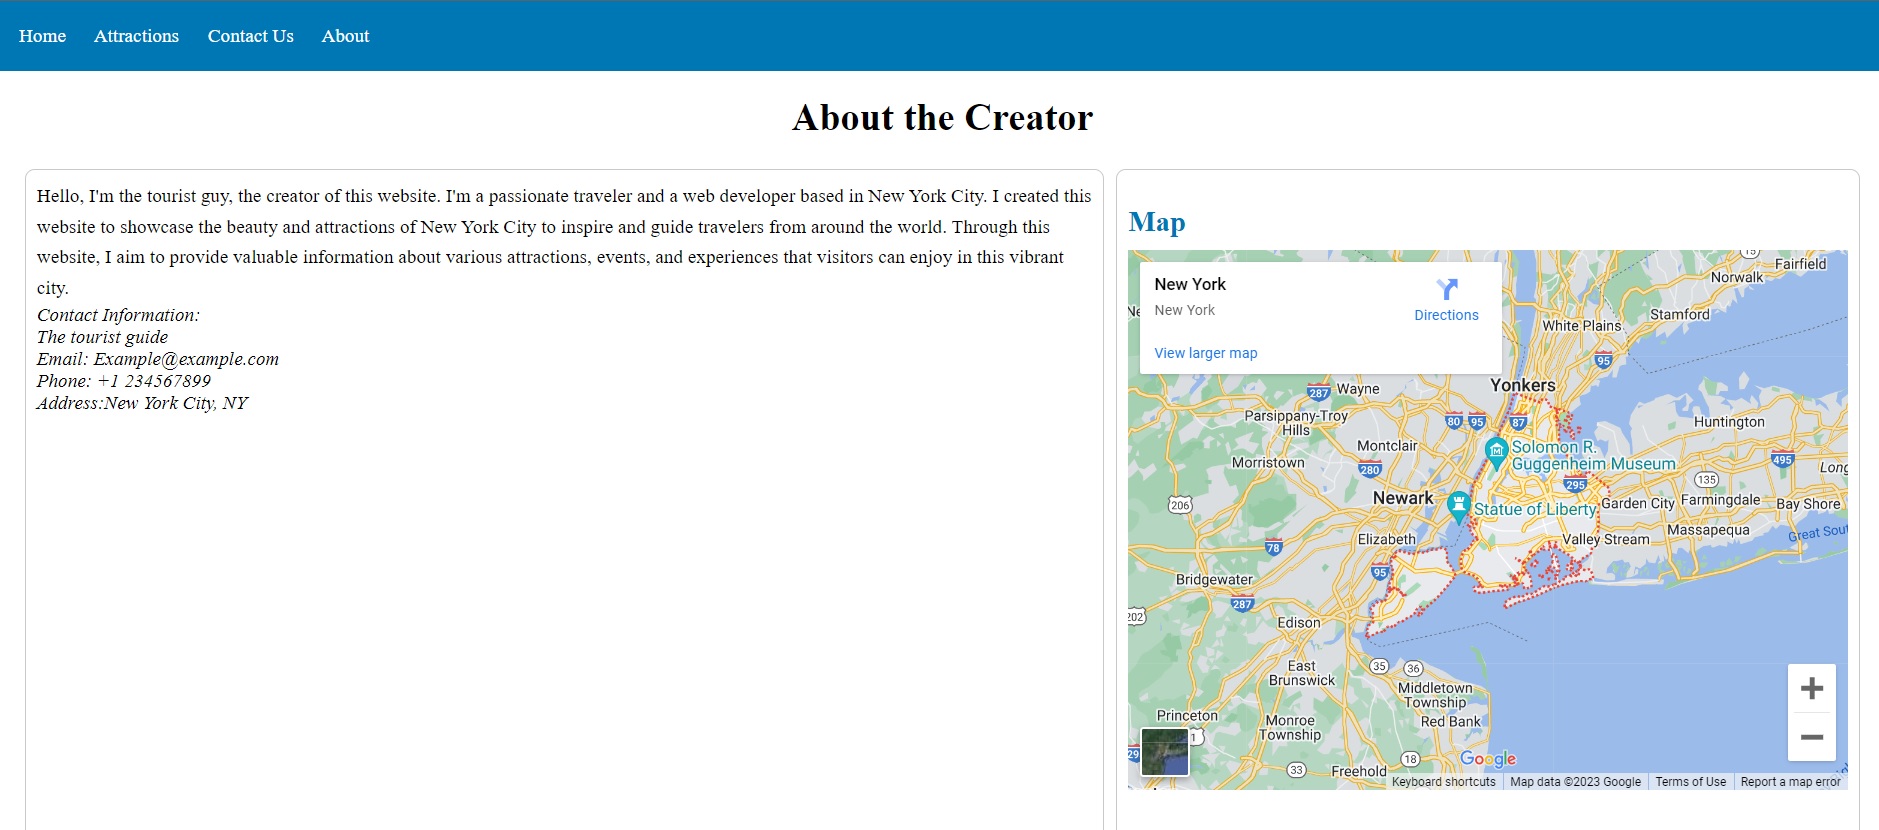 Home Attractions Contact Us About
About the Creator
Hello, I'm the tourist guy, the creator of this website. I'm a passionate traveler and a web developer based in New York City. I created this
website to showcase the beauty and attractions of New York City to inspire and guide travelers from around the world. Through this
website, I aim to provide valuable information about various attractions, events, and experiences that visitors can enjoy in this vibrant
city.
Contact Information:
The tourist guide
Email: Example@example.com
Phone: +1 234567899
Address:New York City, NY
Map
New York
New York
Directions
View larger map
15
Fairfield
Norwalk
Stamford
White Plains
95
Yonkers
287
Wayne
Parsippany-Troy
Hills
80
95
87
Huntington
Montclair
Solomon R.
Guggenheim Museum
Morristown
280
495
295
135
Newark
Garden City
Farmingdale
Bay Shore
206
Statue of Liberty
Massapequa
Elizabeth
Valley Stream
78
95
Bridgewater
287
202
Edison
East
Brunswick
35
36
Middletown
Township
Red Bank
Princeton
Monroe
Township
1
18
Google
33
Freehold
Keyboard shortcuts
Map data ©2023 Google
Terms of Use
Report a map error